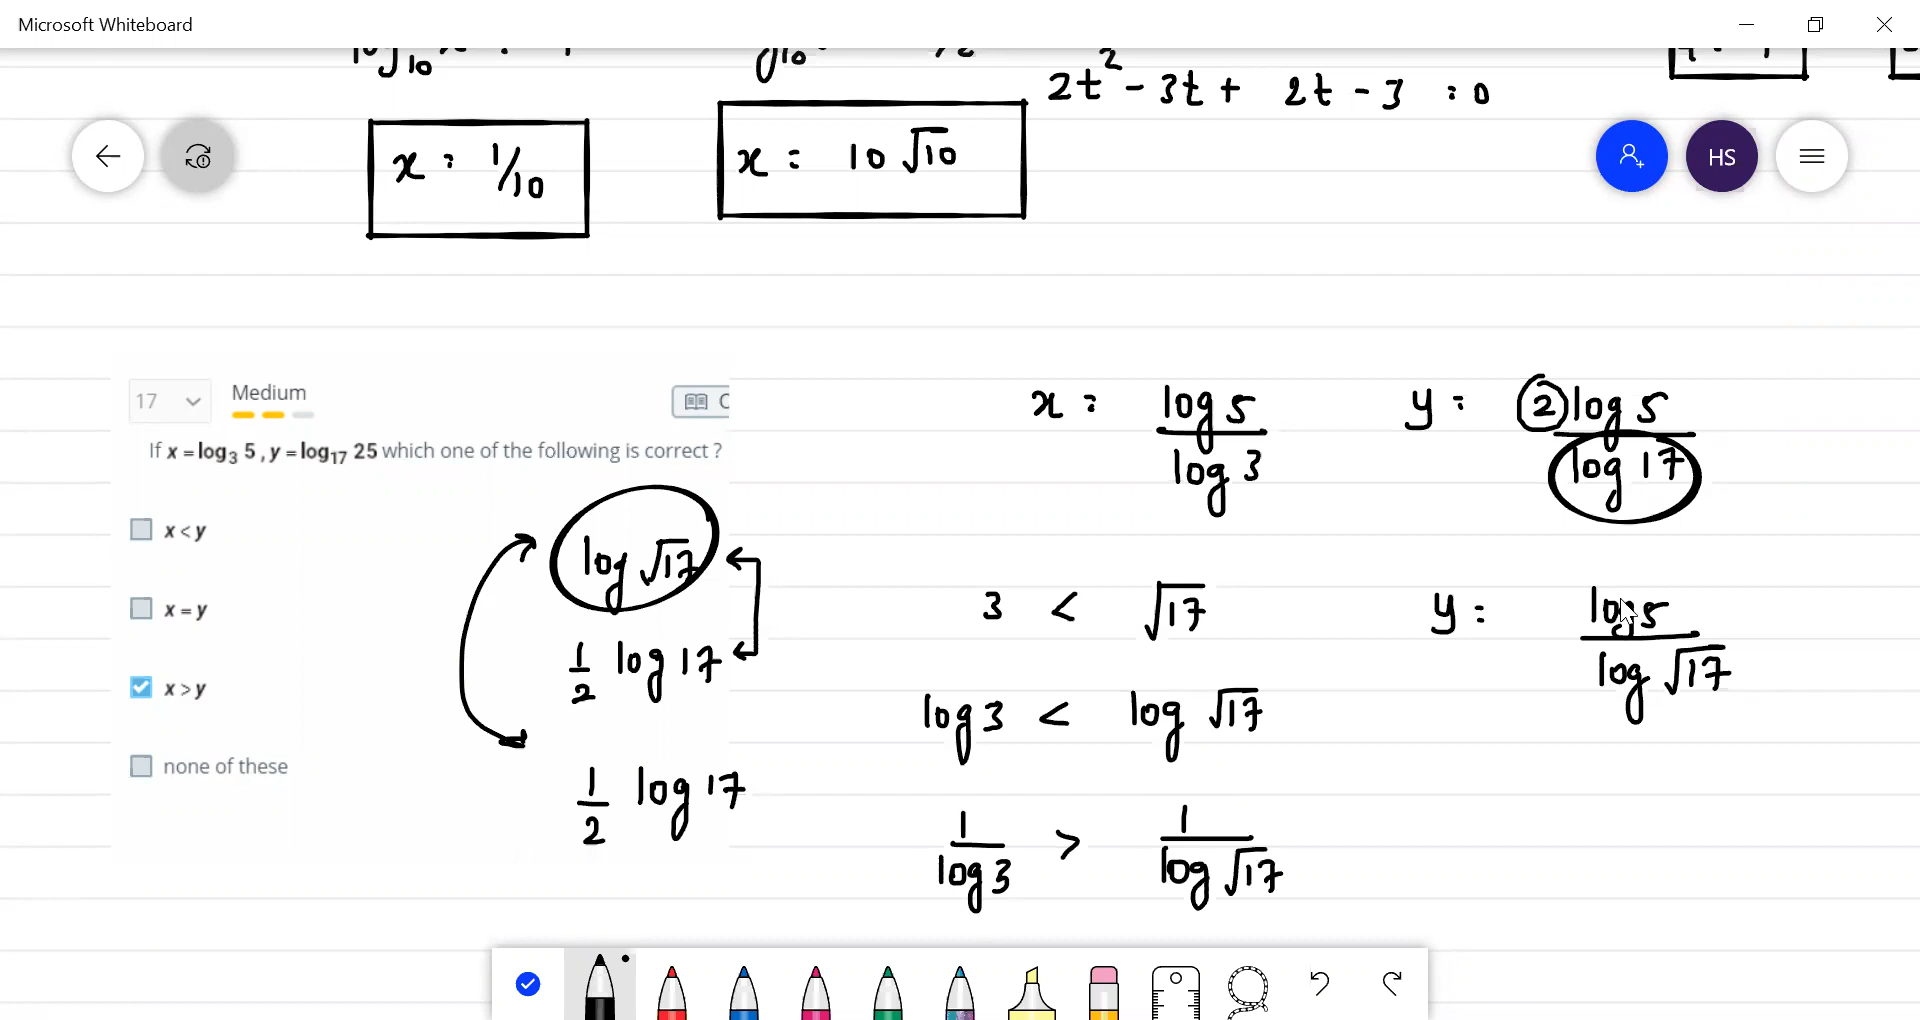 Microsoft Whiteboard
2t² - 3t + 2t - 3 = 0
x = 1/10
x = 10√10
HS
17
Medium
If x = log₃ 5 , y = log₁₇ 25 which one of the following is correct ?
x < y
x = y
x > y
none of these
log √17
1/2 log 17
1/2 log 17
x = log 5 / log 3
y = 2 log 5 / log 17
3 < √17
y = log 5 / log √17
log 3 < log √17
1 / log 3 > 1 / log √17